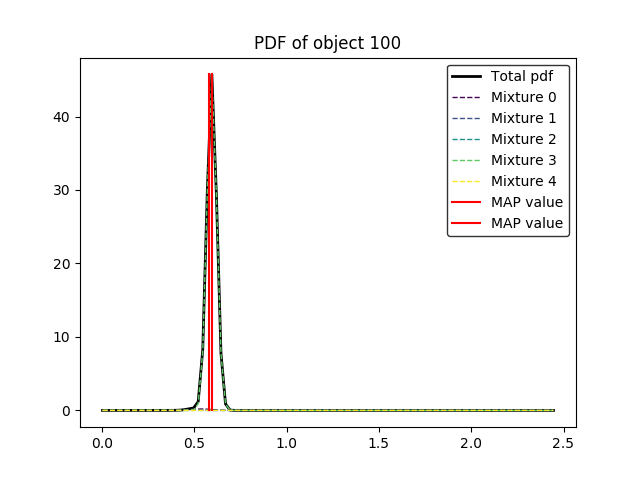 PDF of object 100
Total pdf
Mixture 0
Mixture 1
Mixture 2
Mixture 3
Mixture 4
MAP value
MAP value
40
30
20
10
0
0.0 0.5 1.0 1.5 2.0 2.5